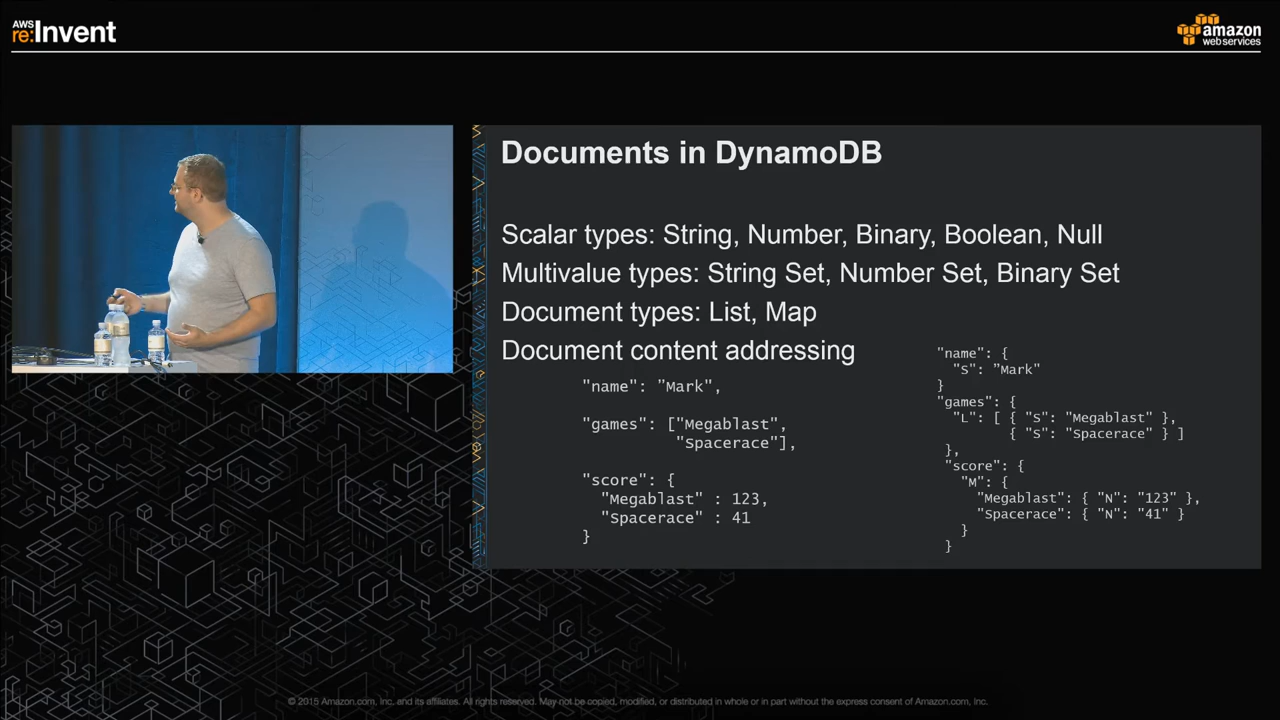 AWS
re:Invent
amazon
web services
Documents in DynamoDB
Scalar types: String, Number, Binary, Boolean, Null
Multivalue types: String Set, Number Set, Binary Set
Document types: List, Map
Document content addressing
"name": ”Mark",
"games": ["Megablast",
"Spacerace"],
"score": {
"Megablast" : 123,
"Spacerace" : 41
}
"name": {
"S": ”Mark"
}
"games": {
"L": [ { "S": "Megablast" },
{ "S": "Spacerace" } ]
},
"score": {
"M": {
"Megablast": { "N": "123" },
"Spacerace": { "N": "41" }
}
}
© 2015 Amazon.com, Inc. and its affiliates. All rights reserved. May not be copied, modified, or distributed in whole or in part without the express consent of Amazon.com, Inc.